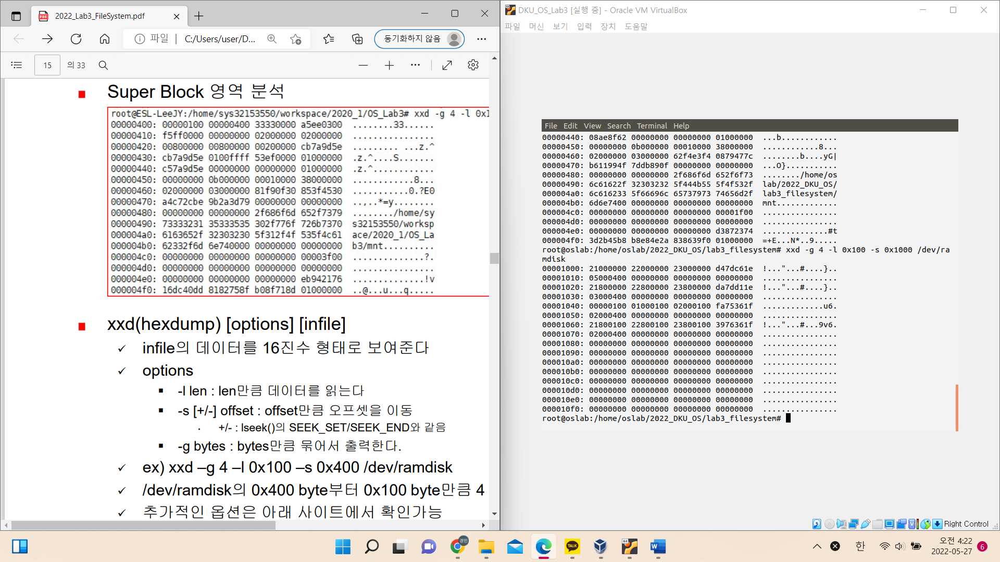 2022_Lab3_FileSystem.pdf
파일
C:/Users/user/D...
동기화하지 않음
15
의 33
Super Block 영역 분석
root@ESL-LeeJY:/home/sys32153550/workspace/2020_1/OS_Lab3# xxd -g 4 -l 0x1
00000400: 00000100 00000400 33330000 a5ee0300  ........33......
00000410: f5ff0000 00000000 02000000 02000000  ................
00000420: 00800000 00800000 00200000 cb7a9d5e  ......... ...z.^
00000430: cb7a9d5e 0100ffff 53ef0000 01000000  .z.^....S.......
00000440: c57a9d5e 00000000 00000000 01000000  .z.^............
00000450: 00000000 0b000000 00010000 38000000  ............8...
00000460: 02000000 03000000 81f90f30 853f4530  ...........0.?E0
00000470: a4c72cbe 9b2a3d79 00000000 00000000  ..,..*=y........
00000480: 00000000 00000000 2f686f6d 652f7379  ......../home/sy
00000490: 73333231 35333535 302f776f 726b7370  s32153550/worksp
000004a0: 6163652f 32303230 5f312f4f 535f4c61  ace/2020_1/OS_La
000004b0: 62332f6d 6e740000 00000000 00000000  b3/mnt..........
000004c0: 00000000 00000000 00000000 00003f00  ..............?.
000004d0: 00000000 00000000 00000000 00000000  ................
000004e0: 00000000 00000000 00000000 eb942176  ..............!v
000004f0: 16dc40dd 8182758f b08f718d 01000000  ..@...u...q.....
xxd(hexdump) [options] [infile]
infile의 데이터를 16진수 형태로 보여준다
options
-l len : len만큼 데이터를 읽는다
-s [+/-] offset : offset만큼 오프셋을 이동
+/- : lseek()의 SEEK_SET/SEEK_END와 같음
-g bytes : bytes만큼 묶어서 출력한다.
ex) xxd –g 4 –l 0x100 –s 0x400 /dev/ramdisk
/dev/ramdisk의 0x400 byte부터 0x100 byte만큼 4
추가적인 옵션은 아래 사이트에서 확인가능
DKU_OS_Lab3 [실행 중] - Oracle VM VirtualBox
파일 머신 보기 입력 장치 도움말
File Edit View Search Terminal Help
00000440: 08ae8f62 00000000 00000000 01000000  ...b............
00000450: 00000000 0b000000 00010000 38000000  ............8...
00000460: 02000000 03000000 62f4e3f4 0879477c  ........b....yG|
00000470: b611994f 7ddb890f 00000000 00000000  ...O}...........
00000480: 00000000 00000000 2f686f6d 652f6f73  ......../home/os
00000490: 6c61622f 32303232 5f444b55 5f4f532f  lab/2022_DKU_OS/
000004a0: 6c616233 5f66696c 65737973 74656d2f  lab3_filesystem/
000004b0: 6d6e7400 00000000 00000000 00000000  mnt.............
000004c0: 00000000 00000000 00000000 00001f00  ................
000004d0: 00000000 00000000 00000000 00000000  ................
000004e0: 00000000 00000000 00000000 d3872374  ..............#t
000004f0: 3d2b45b8 b8e84e2a 838639f0 01000000  =+E...N*..9.....
root@oslab:/home/oslab/2022_DKU_OS/lab3_filesystem# xxd -g 4 -l 0x100 -s 0x1000 /dev/ra
mdisk
00001000: 21000000 22000000 23000000 d47dc61e  !..."...#....}..
00001010: 05000400 00000000 00000000 00000000  ................
00001020: 21800000 22800000 23800000 da7dd11e  !..."...#....}..
00001030: 03000400 00000000 00000000 00000000  ................
00001040: 00000100 01000100 02000100 fa75361f  .............u6.
00001050: 02000400 00000000 00000000 00000000  ................
00001060: 21800100 22800100 23800100 3976361f  !..."...#...9v6.
00001070: 02000400 00000000 00000000 00000000  ................
00001080: 00000000 00000000 00000000 00000000  ................
00001090: 00000000 00000000 00000000 00000000  ................
000010a0: 00000000 00000000 00000000 00000000  ................
000010b0: 00000000 00000000 00000000 00000000  ................
000010c0: 00000000 00000000 00000000 00000000  ................
000010d0: 00000000 00000000 00000000 00000000  ................
000010e0: 00000000 00000000 00000000 00000000  ................
000010f0: 00000000 00000000 00000000 00000000  ................
root@oslab:/home/oslab/2022_DKU_OS/lab3_filesystem#
Right Control
한
오전 4:22
2022-05-27
6